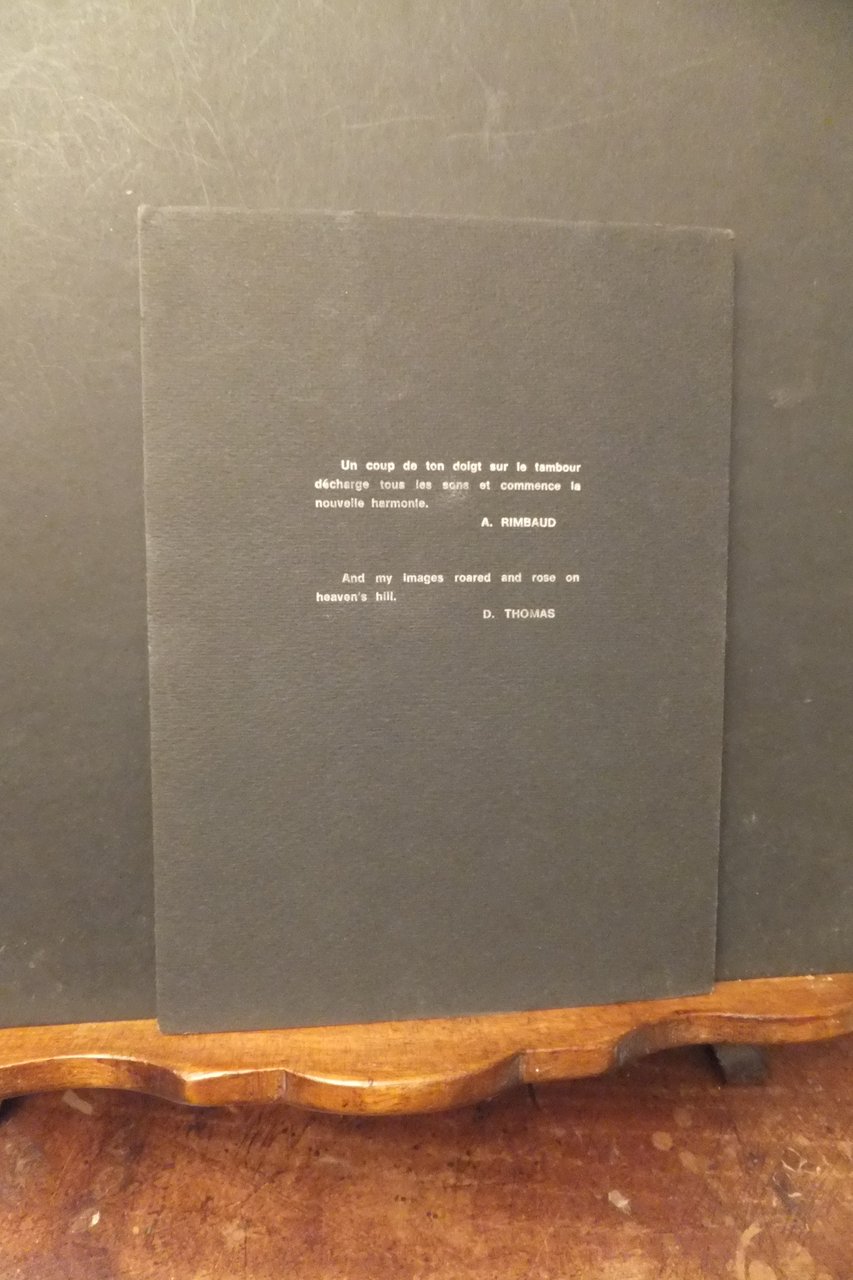 Un coup de ton doigt sur le tambour
décharge tous les sons et commence la
nouvelle harmonie.
A. RIMBAUD
And my images roared and rose on
heaven's hill.
D. THOMAS